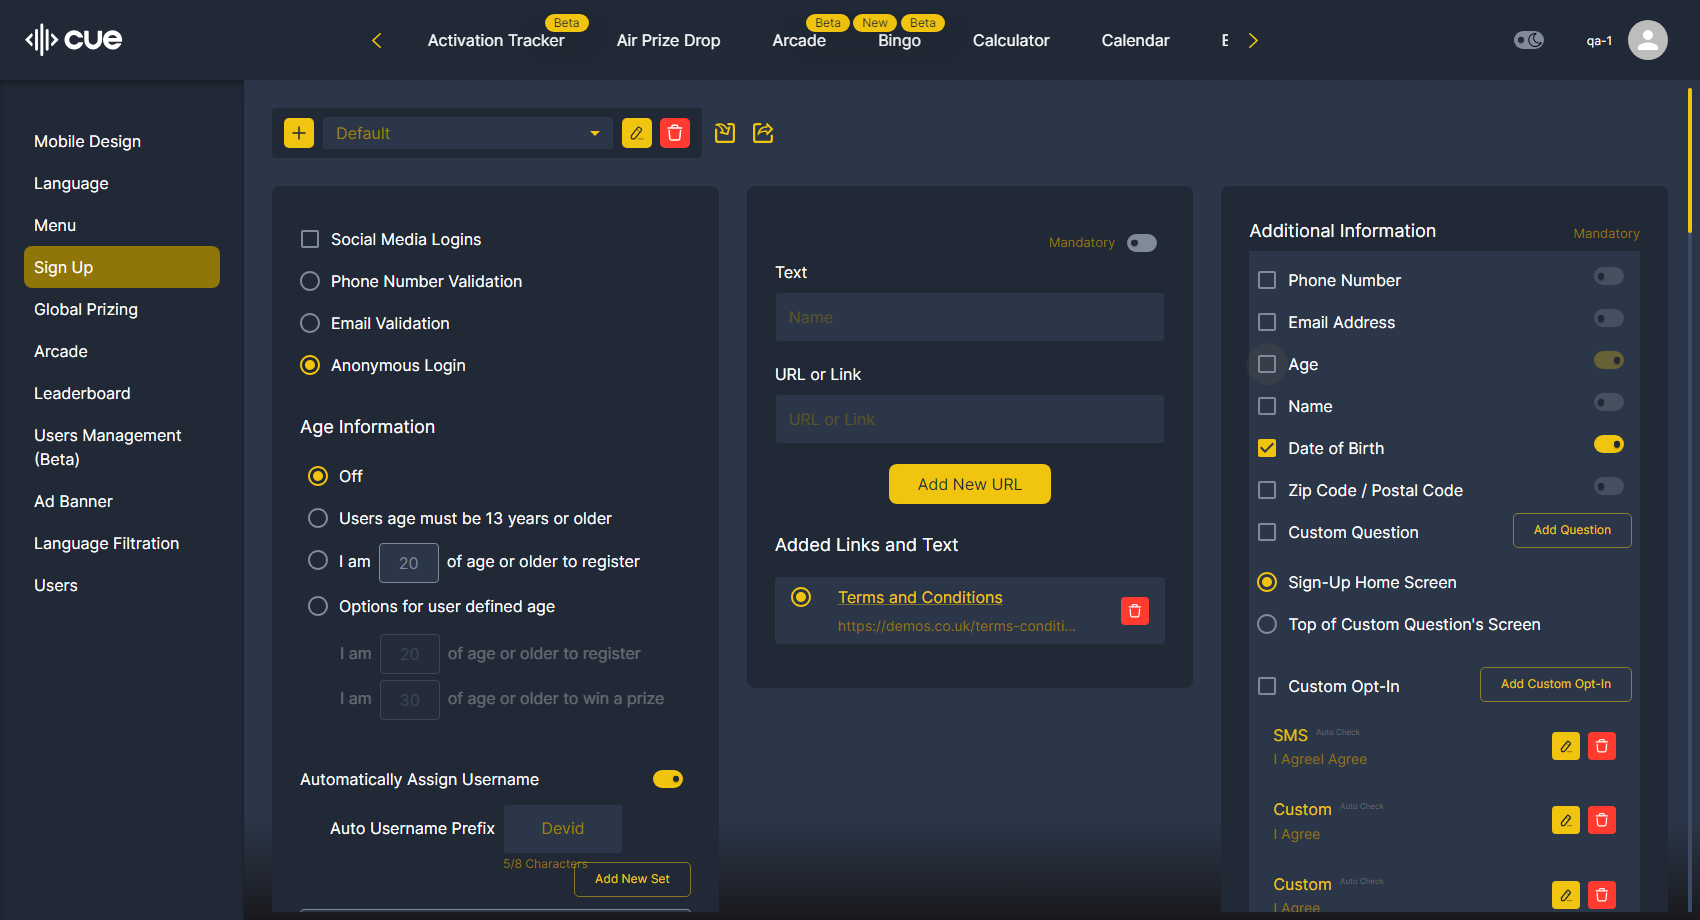 cue
Beta
Beta
New
Beta
Activation Tracker
Air Prize Drop
Arcade
Bingo
Calculator
Calendar
qa-1
Mobile Design
Language
Menu
Sign Up
Global Prizing
Arcade
Leaderboard
Users Management
(Beta)
Ad Banner
Language Filtration
Users
Default
Social Media Logins
Phone Number Validation
Email Validation
Anonymous Login
Age Information
Off
Users age must be 13 years or older
I am 20 of age or older to register
Options for user defined age
I am 20 of age or older to register
I am 30 of age or older to win a prize
Automatically Assign Username
Auto Username Prefix Devid
5/8 Characters
Add New Set
Mandatory
Text
Name
URL or Link
URL or Link
Add New URL
Added Links and Text
Terms and Conditions
https://demos.co.uk/terms-conditi...
Additional Information
Mandatory
Phone Number
Email Address
Age
Name
Date of Birth
Zip Code / Postal Code
Custom Question
Add Question
Sign-Up Home Screen
Top of Custom Question's Screen
Custom Opt-In
Add Custom Opt-In
SMS Auto Check
I AgreeI Agree
Custom Auto Check
I Agree
Custom Auto Check
I Agree